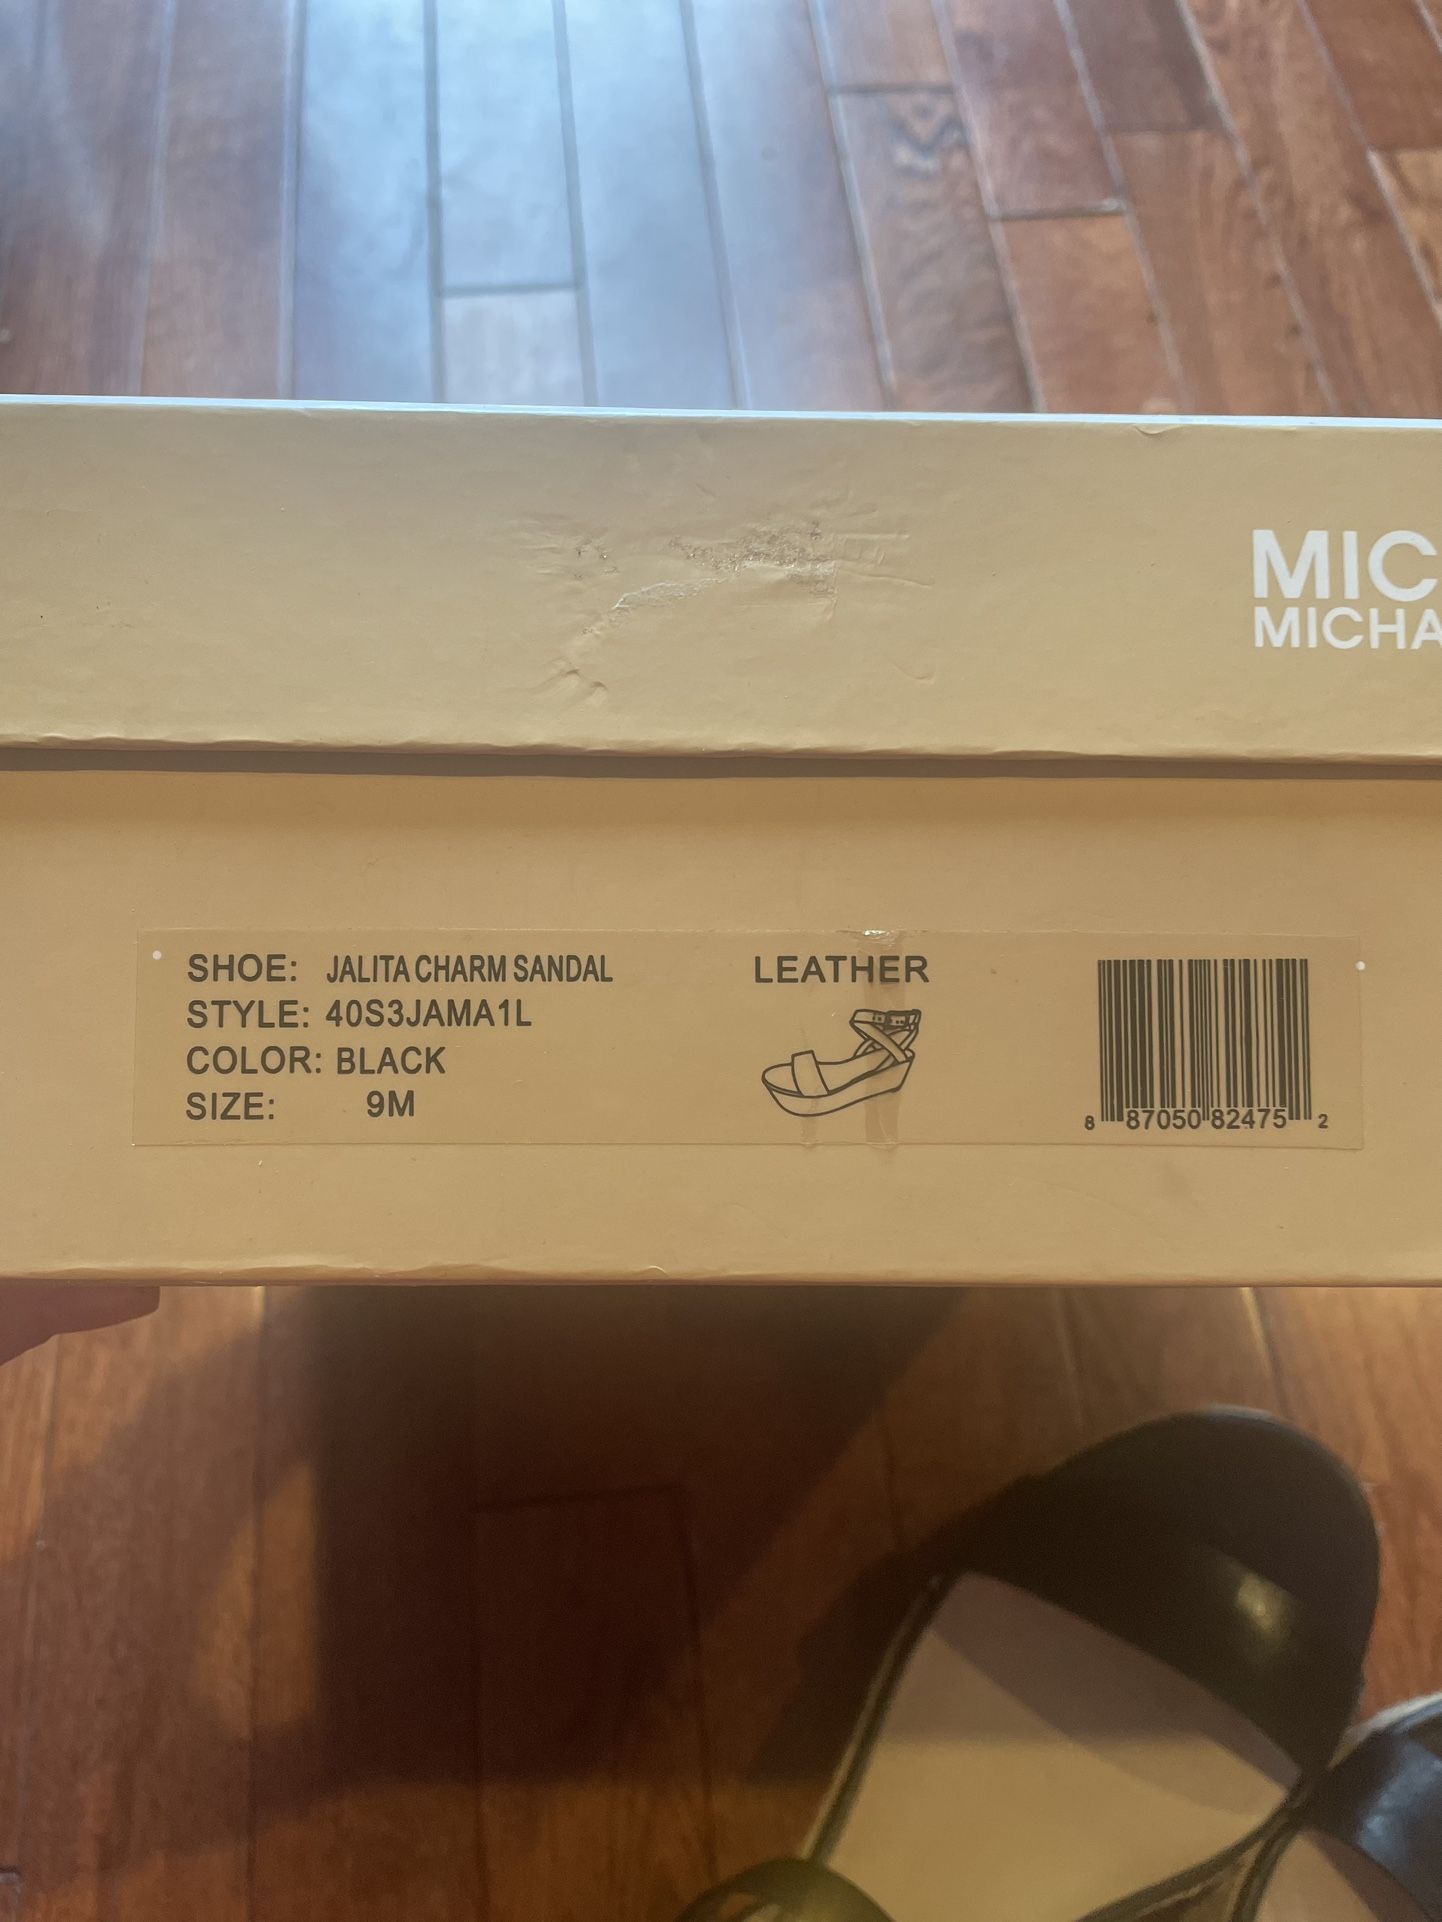 MIC
MICHA
SHOE: JALITA CHARM SANDAL
STYLE: 40S3JAMA1L
COLOR: BLACK
SIZE: 9M
LEATHER
8 87050 82475 2